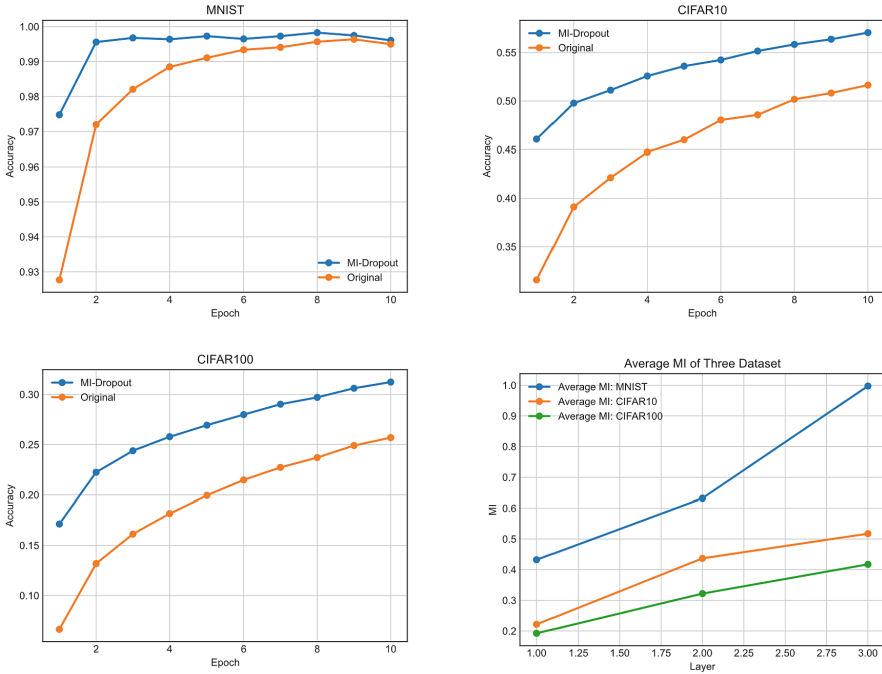 MNIST
1.00
0.99
0.98
0.97
0.96
0.95
0.94
0.93
Accuracy
MI-Dropout
Original
2
4
6
8
10
Epoch
CIFAR10
MI-Dropout
Original
0.55
0.50
0.45
0.40
0.35
Accuracy
2
4
6
8
10
Epoch
CIFAR100
MI-Dropout
Original
0.30
0.25
0.20
0.15
0.10
Accuracy
2
4
6
8
10
Epoch
Average MI of Three Dataset
Average MI: MNIST
Average MI: CIFAR10
Average MI: CIFAR100
1.0
0.9
0.8
0.7
0.6
0.5
0.4
0.3
0.2
MI
1.00
1.25
1.50
1.75
2.00
2.25
2.50
2.75
3.00
Layer